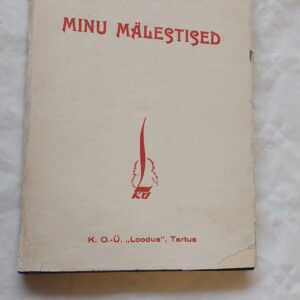 MINU MÄLESTISED
K. O.-Ü. „Loodus", Tartus